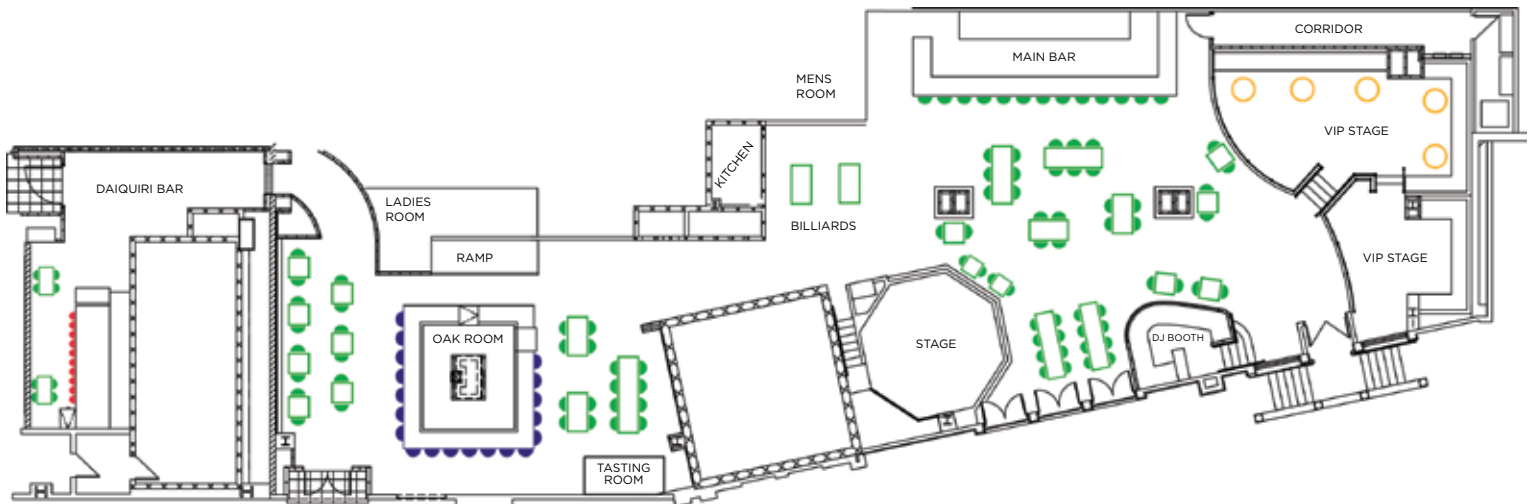 CORRIDOR
MAIN BAR
MENS
ROOM
VIP STAGE
KITCHEN
DAIQUIRI BAR
LADIES
ROOM
BILLIARDS
RAMP
VIP STAGE
OAK ROOM
STAGE
DJ BOOTH
TASTING
ROOM